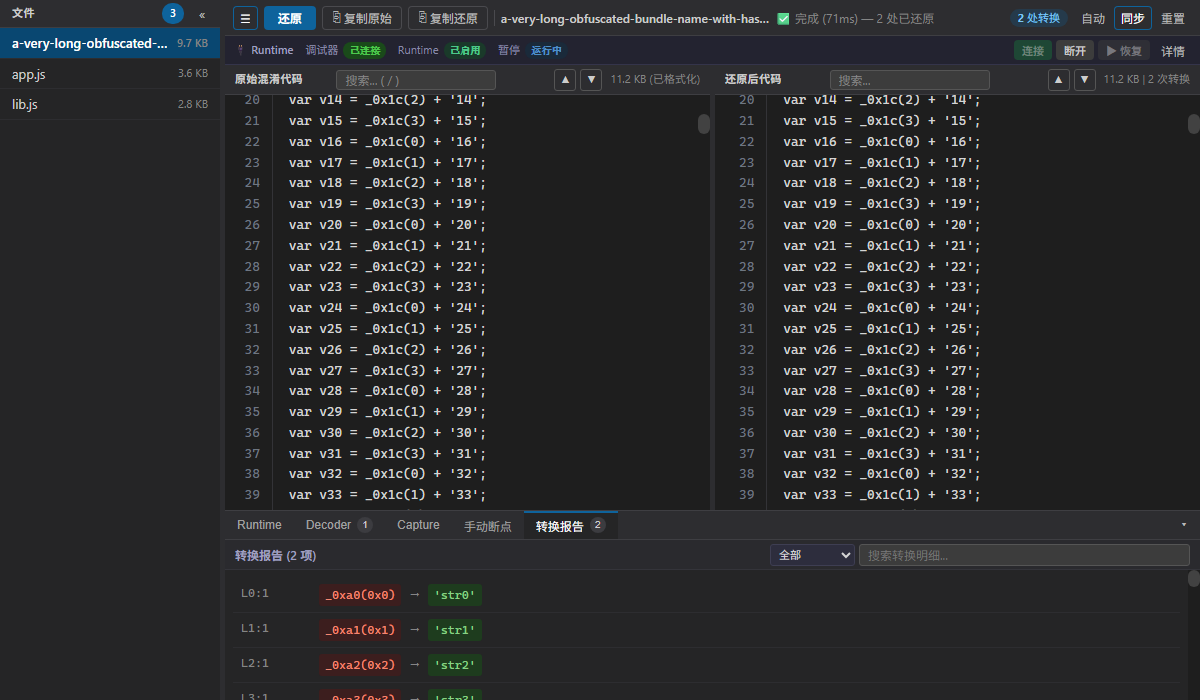 文件 3 «
a-very-long-obfuscated-... 9.7 KB
app.js 3.6 KB
lib.js 2.8 KB
☰ 还原 复制原始 复制还原 a-very-long-obfuscated-bundle-name-with-has... ✅ 完成 (71ms) — 2 处已还原 2 处转换 自动 同步 重置
Runtime 调试器 已连接 Runtime 已启用 暂停 运行中 连接 断开 ▶ 恢复 详情
原始混淆代码 搜索... ( / ) ▲ ▼ 11.2 KB (已格式化)
还原后代码 搜索... ▲ ▼ 11.2 KB | 2 次转换
20 var v14 = _0x1c(2) + '14';
21 var v15 = _0x1c(3) + '15';
22 var v16 = _0x1c(0) + '16';
23 var v17 = _0x1c(1) + '17';
24 var v18 = _0x1c(2) + '18';
25 var v19 = _0x1c(3) + '19';
26 var v20 = _0x1c(0) + '20';
27 var v21 = _0x1c(1) + '21';
28 var v22 = _0x1c(2) + '22';
29 var v23 = _0x1c(3) + '23';
30 var v24 = _0x1c(0) + '24';
31 var v25 = _0x1c(1) + '25';
32 var v26 = _0x1c(2) + '26';
33 var v27 = _0x1c(3) + '27';
34 var v28 = _0x1c(0) + '28';
35 var v29 = _0x1c(1) + '29';
36 var v30 = _0x1c(2) + '30';
37 var v31 = _0x1c(3) + '31';
38 var v32 = _0x1c(0) + '32';
39 var v33 = _0x1c(1) + '33';
20 var v14 = _0x1c(2) + '14';
21 var v15 = _0x1c(3) + '15';
22 var v16 = _0x1c(0) + '16';
23 var v17 = _0x1c(1) + '17';
24 var v18 = _0x1c(2) + '18';
25 var v19 = _0x1c(3) + '19';
26 var v20 = _0x1c(0) + '20';
27 var v21 = _0x1c(1) + '21';
28 var v22 = _0x1c(2) + '22';
29 var v23 = _0x1c(3) + '23';
30 var v24 = _0x1c(0) + '24';
31 var v25 = _0x1c(1) + '25';
32 var v26 = _0x1c(2) + '26';
33 var v27 = _0x1c(3) + '27';
34 var v28 = _0x1c(0) + '28';
35 var v29 = _0x1c(1) + '29';
36 var v30 = _0x1c(2) + '30';
37 var v31 = _0x1c(3) + '31';
38 var v32 = _0x1c(0) + '32';
39 var v33 = _0x1c(1) + '33';
Runtime Decoder 1 Capture 手动断点 转换报告 2
转换报告 (2 项) 全部 搜索转换明细...
L0:1 _0xa0(0x0) → 'str0'
L1:1 _0xa1(0x1) → 'str1'
L2:1 _0xa2(0x2) → 'str2'
L3:1 _0xa3(0x3) → 'str3'